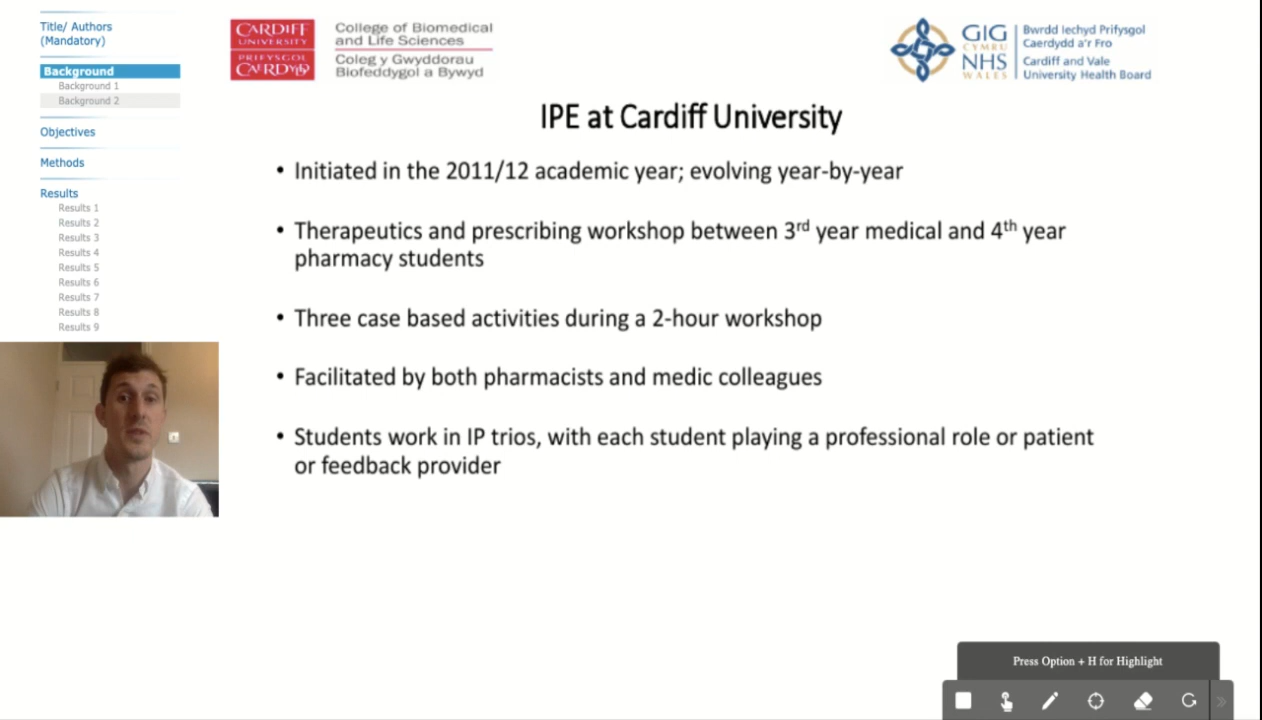 Title/ Authors
(Mandatory)
Background
Background 1
Background 2
Objectives
Methods
Results
Results 1
Results 2
Results 3
Results 4
Results 5
Results 6
Results 7
Results 8
Results 9
CARDIFF
UNIVERSITY
PRIFYSGOL
CAERDYDD
College of Biomedical
and Life Sciences
Coleg y Gwyddorau
Biofeddygol a Bywyd
GIG
CYMRU
NHS
WALES
Bwrdd Iechyd Prifysgol
Caerdydd a'r Fro
Cardiff and Vale
University Health Board
IPE at Cardiff University
• Initiated in the 2011/12 academic year; evolving year-by-year
• Therapeutics and prescribing workshop between 3rd year medical and 4th year
pharmacy students
• Three case based activities during a 2-hour workshop
• Facilitated by both pharmacists and medic colleagues
• Students work in IP trios, with each student playing a professional role or patient
or feedback provider
Press Option + H for Highlight